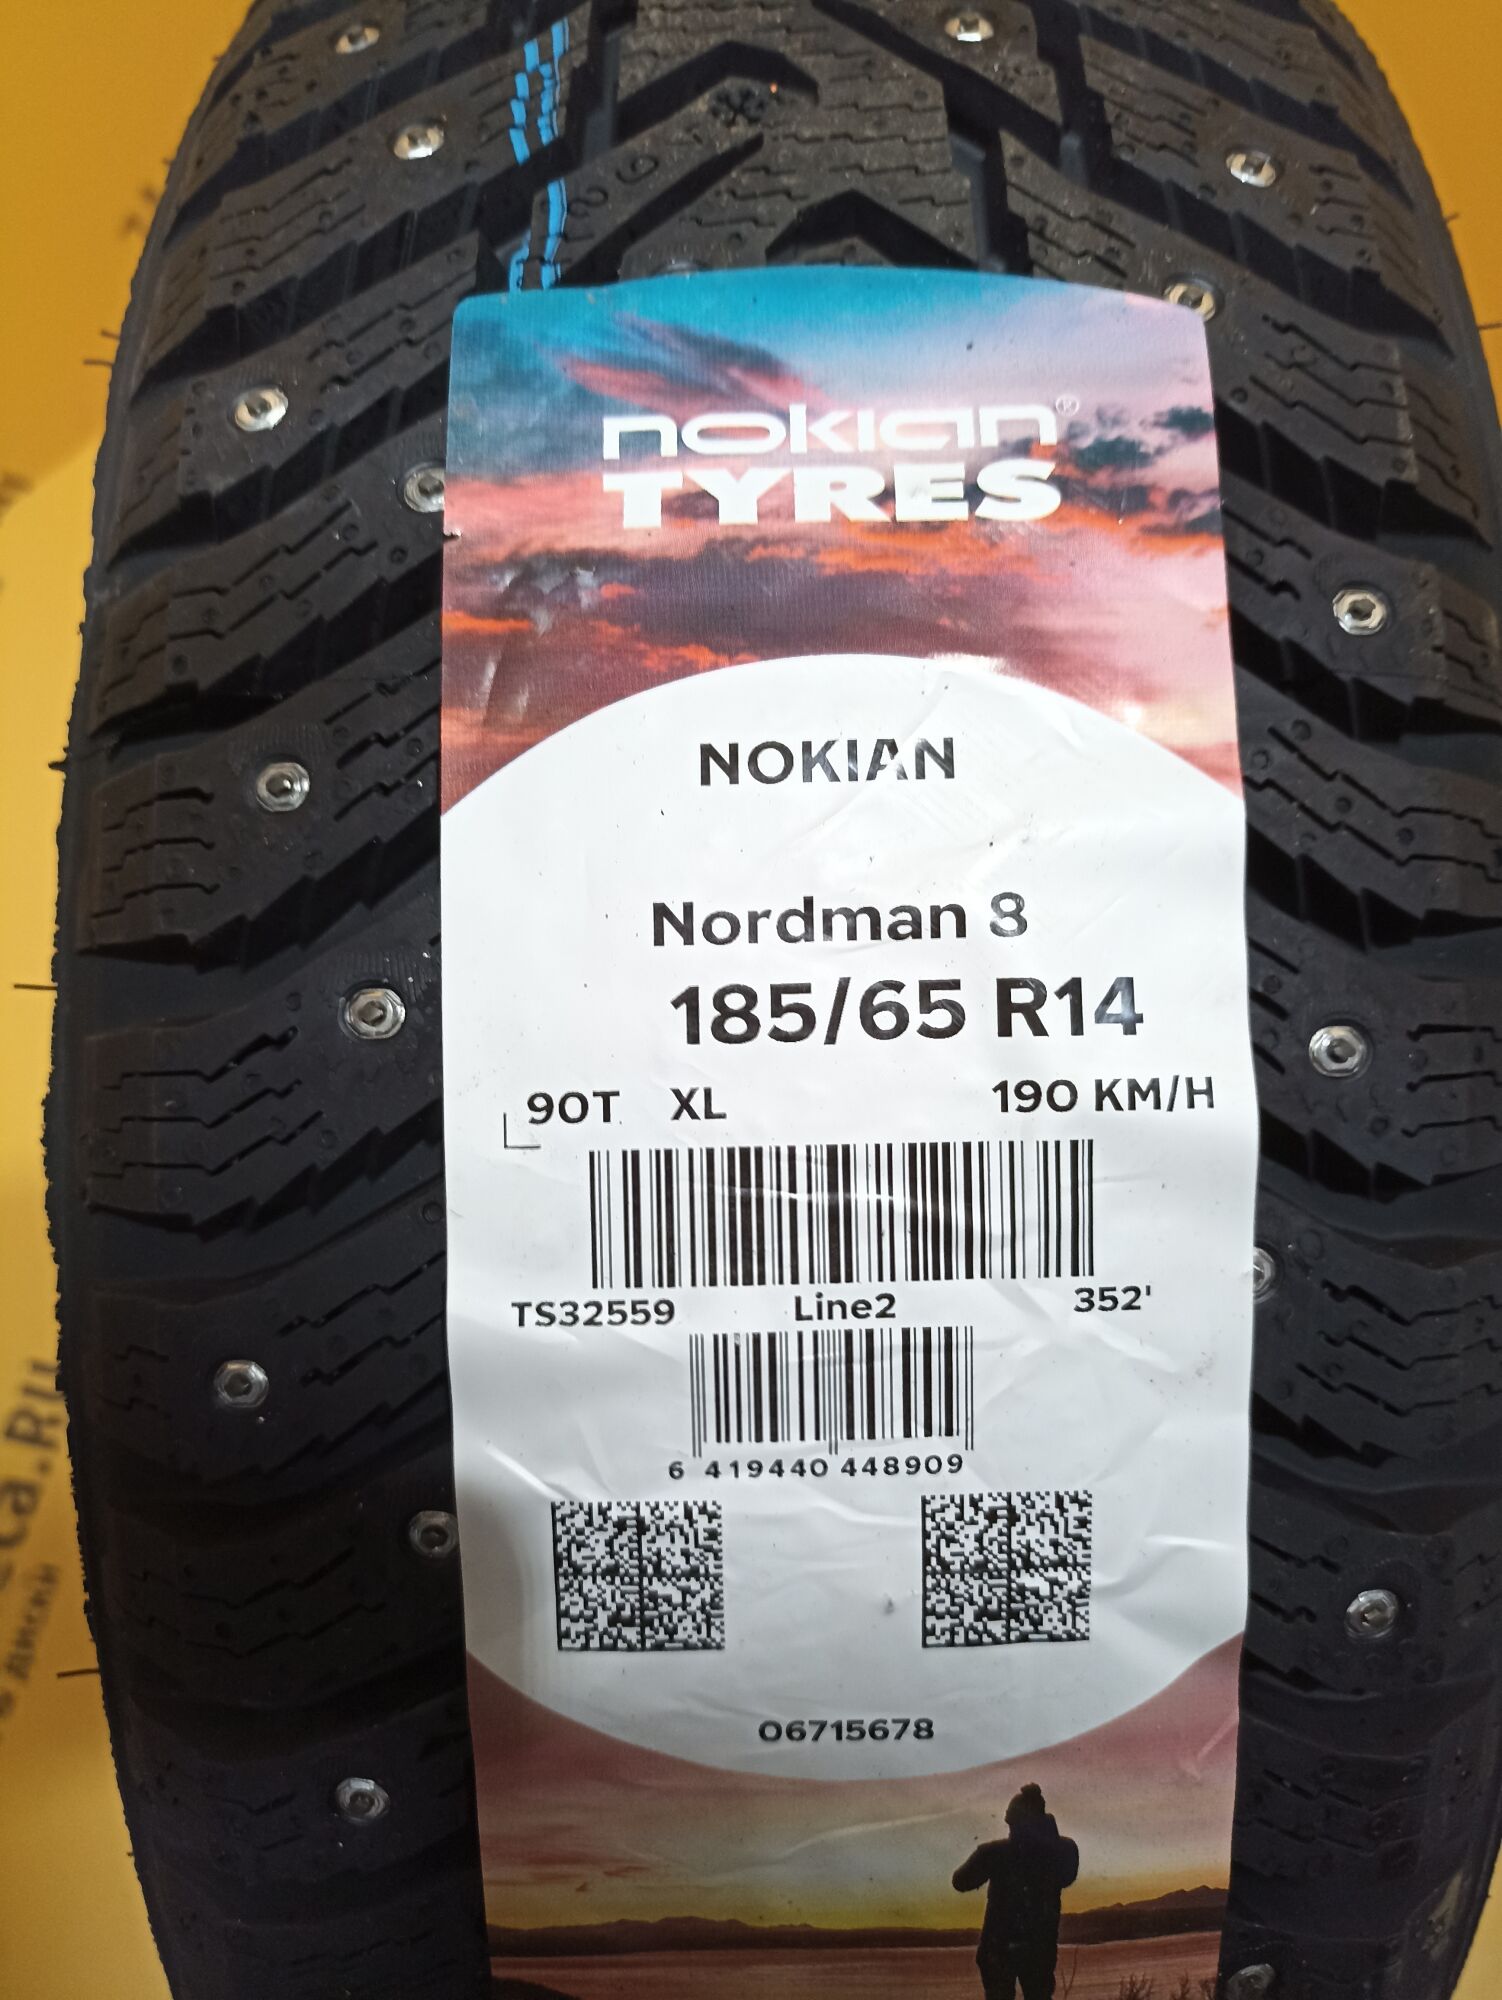 nokian®
TYRES
NOKIAN
Nordman 8
185/65 R14
90T XL 190 KM/H
TS32559 Line2 352'
6 419440 448909
06715678